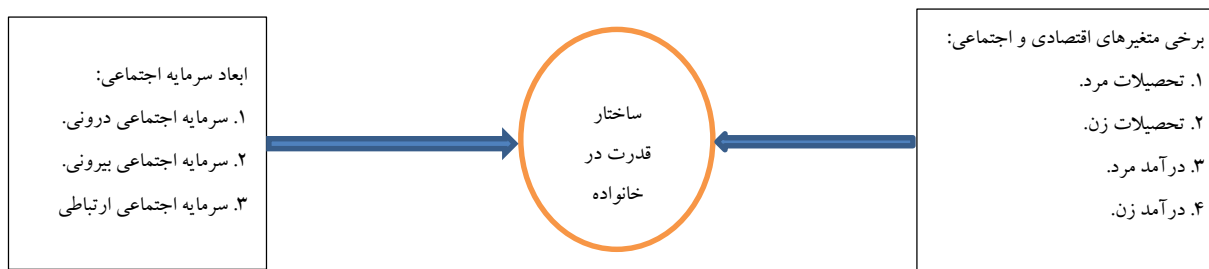 برخی متغیرهای اقتصادی و اجتماعی:
۱. تحصیلات مرد.
۲. تحصیلات زن.
۳. درآمد مرد.
۴. درآمد زن.
ساختار
قدرت در
خانواده
ابعاد سرمایه اجتماعی:
۱. سرمایه اجتماعی درونی.
۲. سرمایه اجتماعی بیرونی.
۳. سرمایه اجتماعی ارتباطی